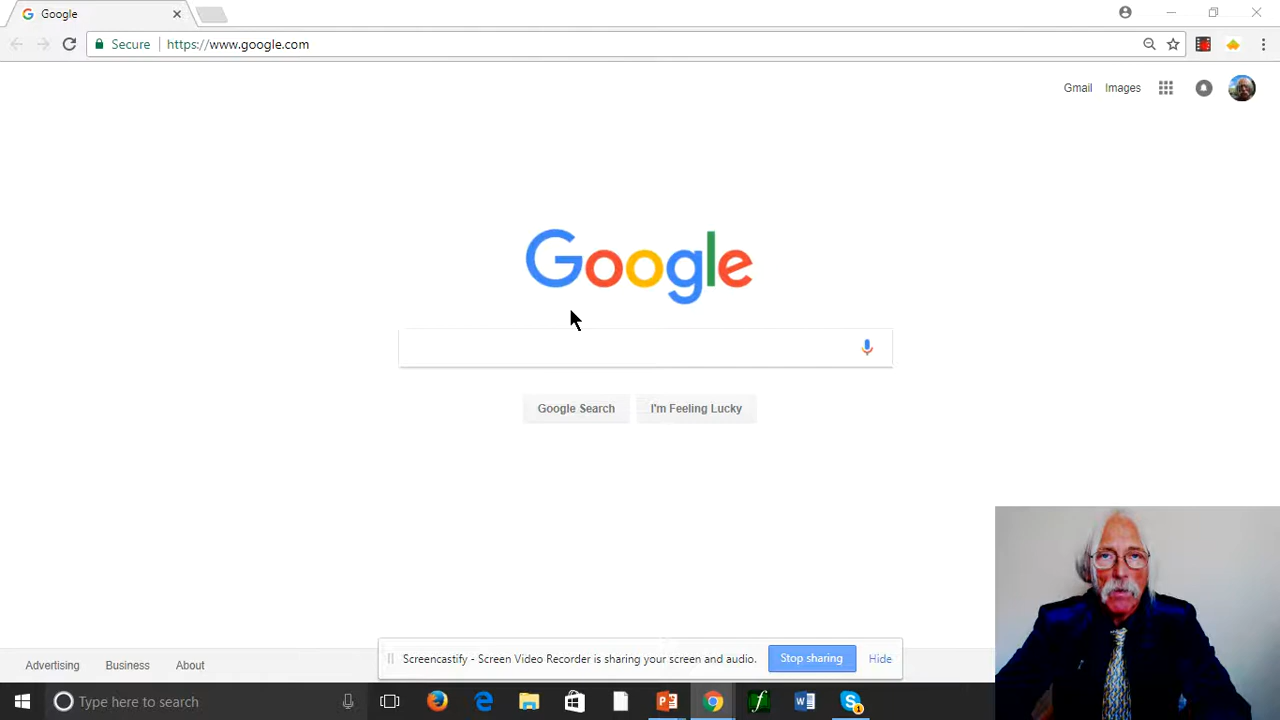 Google
Secure https://www.google.com
Gmail Images
Google
Google Search I'm Feeling Lucky
Advertising Business About
Screencastify - Screen Video Recorder is sharing your screen and audio. Stop sharing Hide
Type here to search